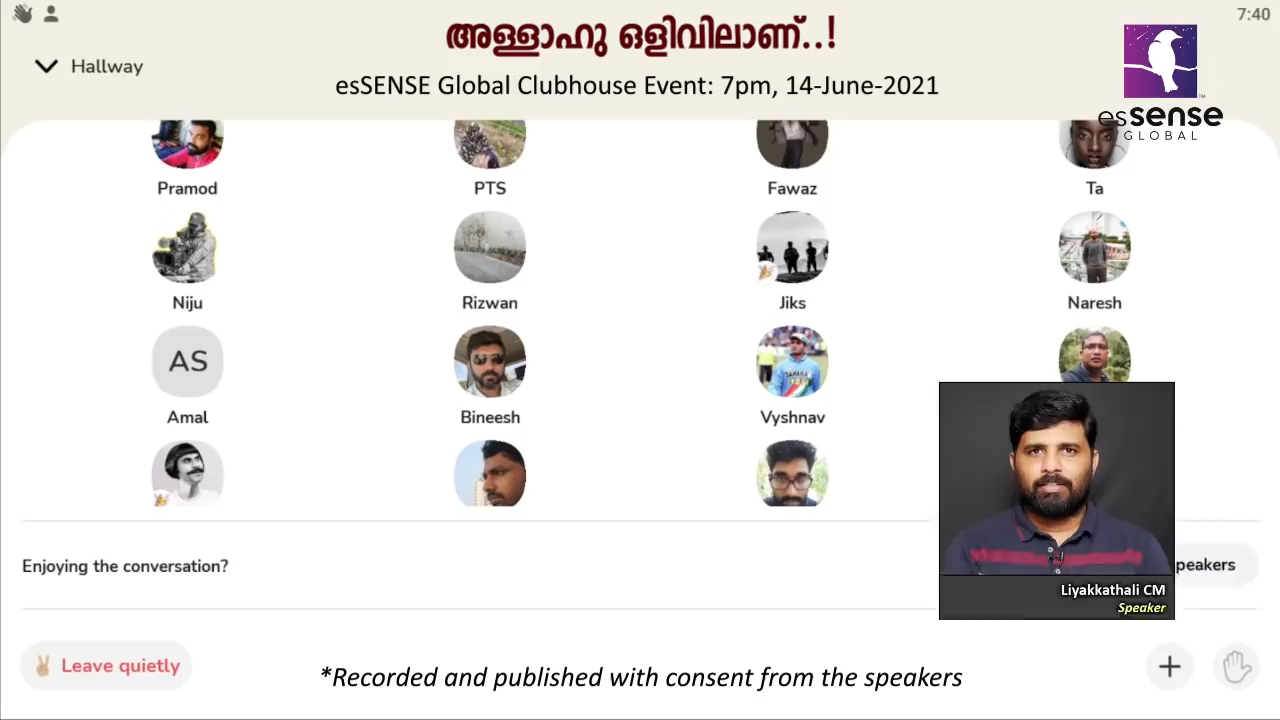 7:40
അള്ളാഹു ഒളിവിലാണ്..!
Hallway
esSENSE Global Clubhouse Event: 7pm, 14-June-2021
essense
GLOBAL
Pramod
PTS
Fawaz
Ta
Niju
Rizwan
Jiks
Naresh
AS
Amal
Bineesh
Vyshnav
Enjoying the conversation?
peakers
Liyakkathali CM
Speaker
Leave quietly
*Recorded and published with consent from the speakers